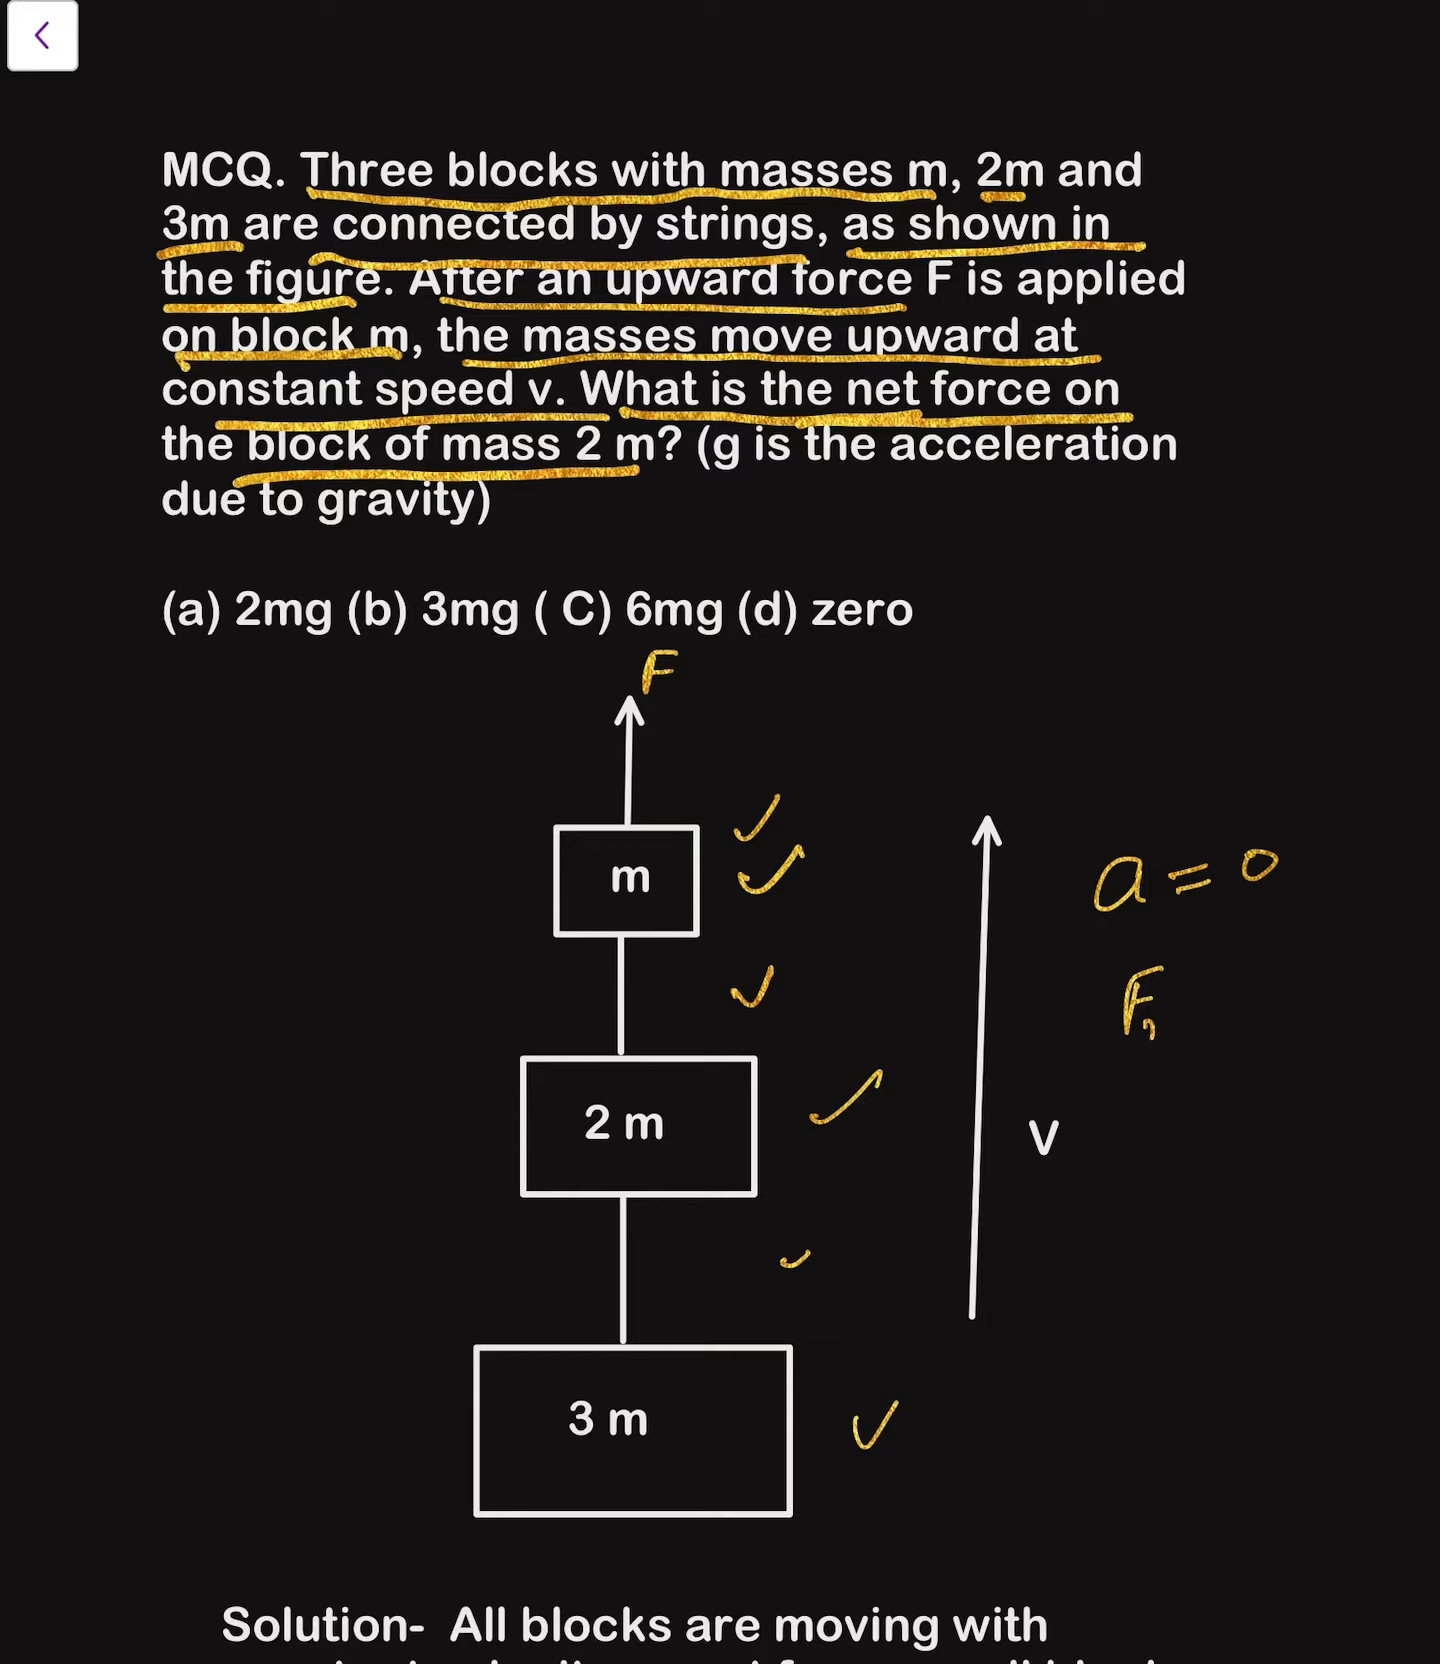 MCQ. Three blocks with masses m, 2m and
3m are connected by strings, as shown in
the figure. After an upward force F is applied
on block m, the masses move upward at
constant speed v. What is the net force on
the block of mass 2 m? (g is the acceleration
due to gravity)
(a) 2mg (b) 3mg ( C) 6mg (d) zero
F
m
a = 0
F
2 m
v
3 m
Solution- All blocks are moving with